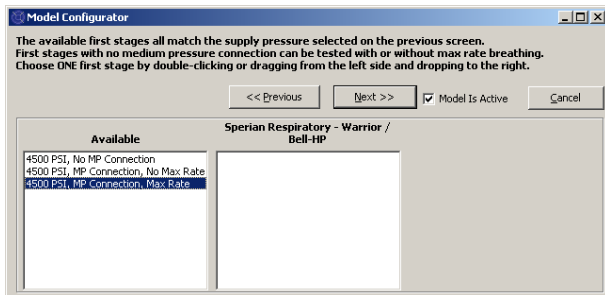 Model Configurator
The available first stages all match the supply pressure selected on the previous screen.
First stages with no medium pressure connection can be tested with or without max rate breathing.
Choose ONE first stage by double-clicking or dragging from the left side and dropping to the right.
<< Previous
Next >>
Model Is Active
Cancel
Available
Sperian Respiratory - Warrior /
Bell-HP
4500 PSI, No MP Connection
4500 PSI, MP Connection, No Max Rate
4500 PSI, MP Connection, Max Rate